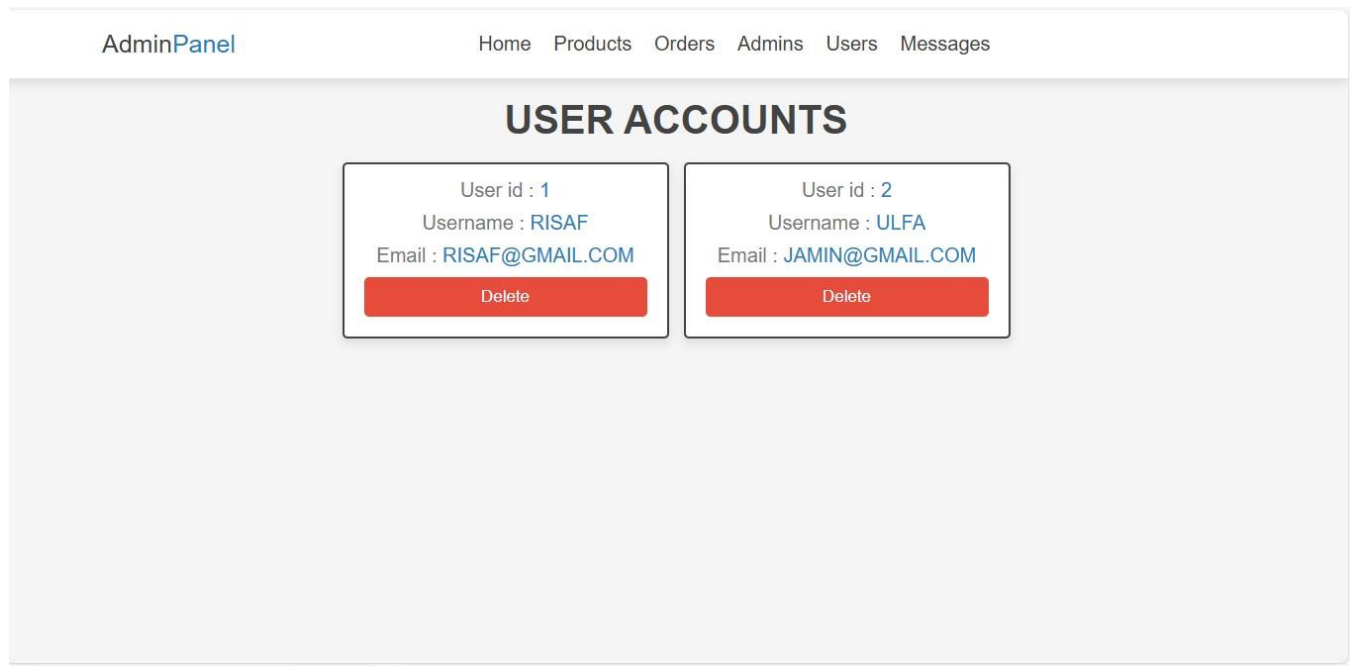 AdminPanel Home Products Orders Admins Users Messages
USER ACCOUNTS
User id : 1
Username : RISAF
Email : RISAF@GMAIL.COM
Delete
User id : 2
Username : ULFA
Email : JAMIN@GMAIL.COM
Delete